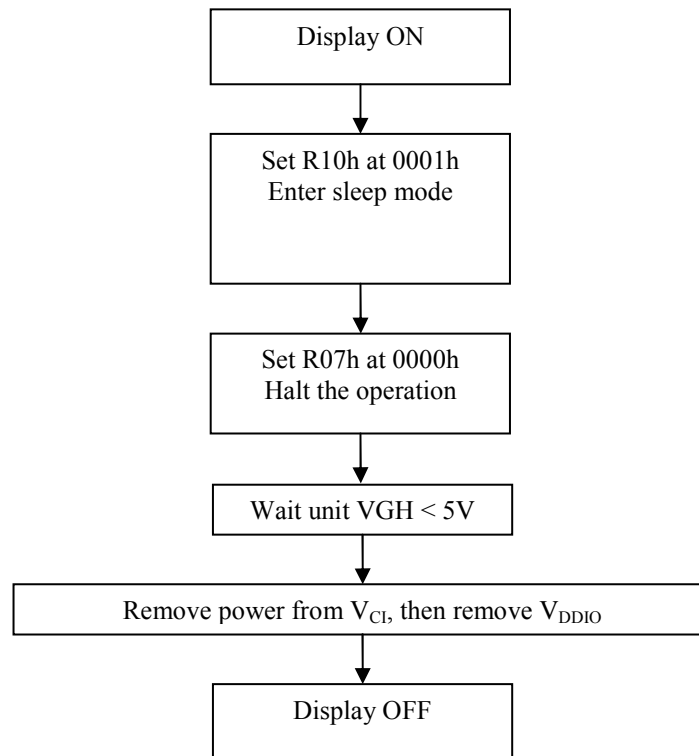 Display ON
Set R10h at 0001h
Enter sleep mode
Set R07h at 0000h
Halt the operation
Wait unit VGH < 5V
Remove power from VCI, then remove VDDIO
Display OFF